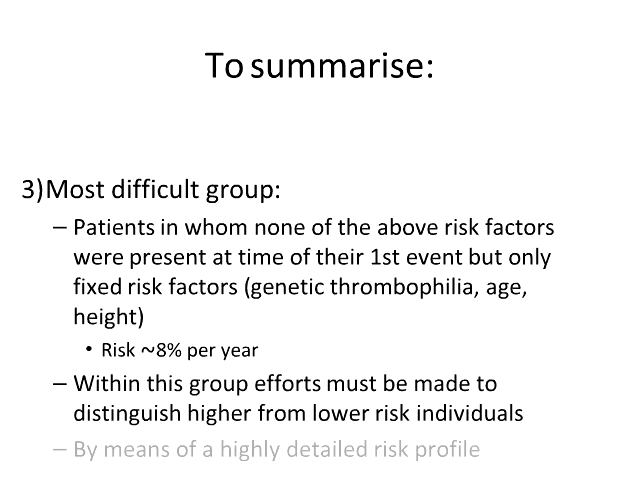 To summarise:
3)Most difficult group:
– Patients in whom none of the above risk factors
were present at time of their 1st event but only
fixed risk factors (genetic thrombophilia, age,
height)
• Risk ~8% per year
– Within this group efforts must be made to
distinguish higher from lower risk individuals
– By means of a highly detailed risk profile